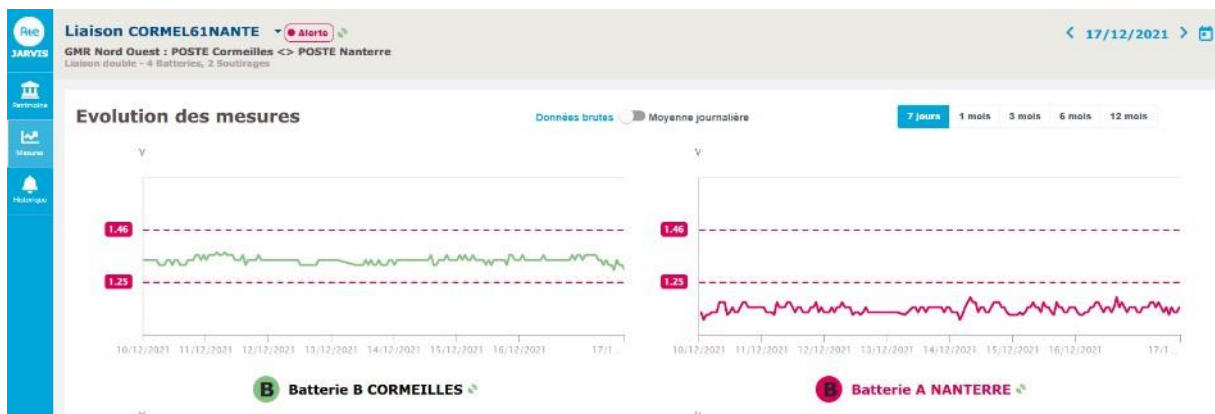 Rte
JARVIS
Patrimoine
Mesures
Historique
Liaison CORMEL61NANTE Alerte
GMR Nord Ouest : POSTE Cormeilles <> POSTE Nanterre
Liaison double - 4 Batteries, 2 Soutirages
< 17/12/2021 >
Evolution des mesures
Données brutes Moyenne journalière
7 jours 1 mois 3 mois 6 mois 12 mois
V
1.46
1.25
10/12/2021 11/12/2021 12/12/2021 13/12/2021 14/12/2021 15/12/2021 16/12/2021 17/1...
B Batterie B CORMEILLES
V
1.46
1.25
10/12/2021 11/12/2021 12/12/2021 13/12/2021 14/12/2021 15/12/2021 16/12/2021 17/1...
B Batterie A NANTERRE